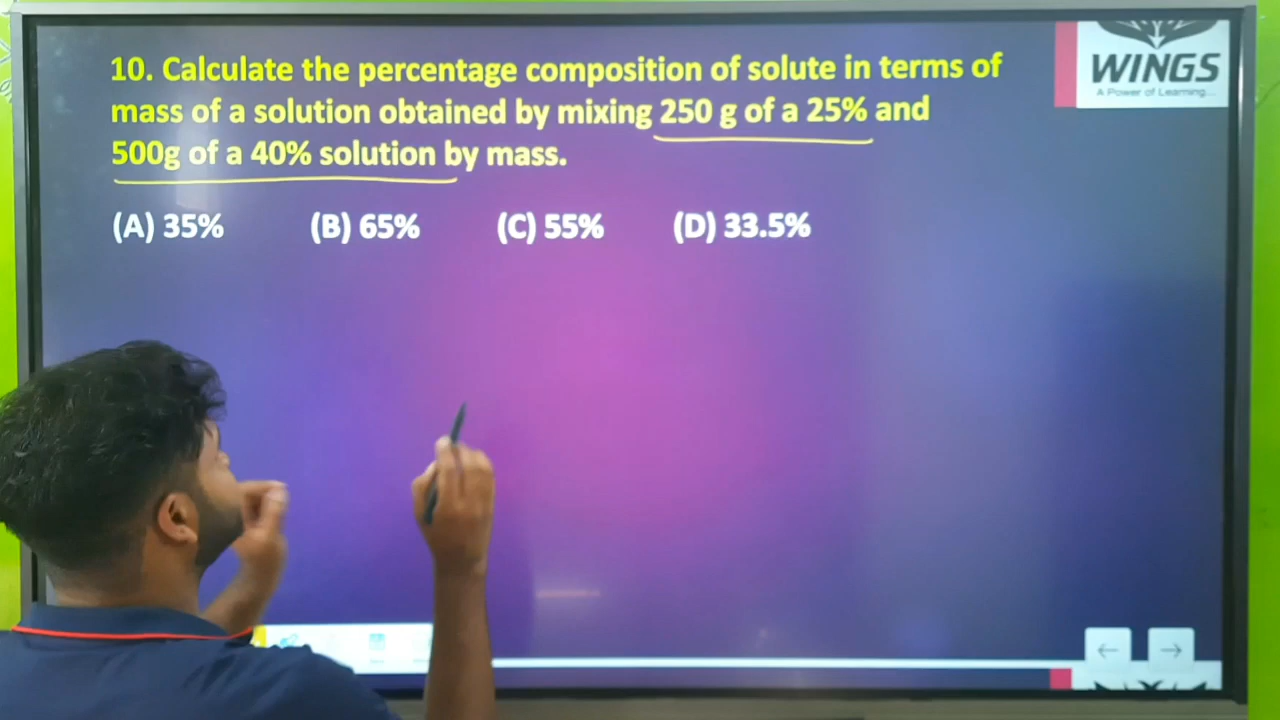 10. Calculate the percentage composition of solute in terms of
mass of a solution obtained by mixing 250 g of a 25% and
500g of a 40% solution by mass.
(A) 35% (B) 65% (C) 55% (D) 33.5%
WINGS
A Power of Learning...